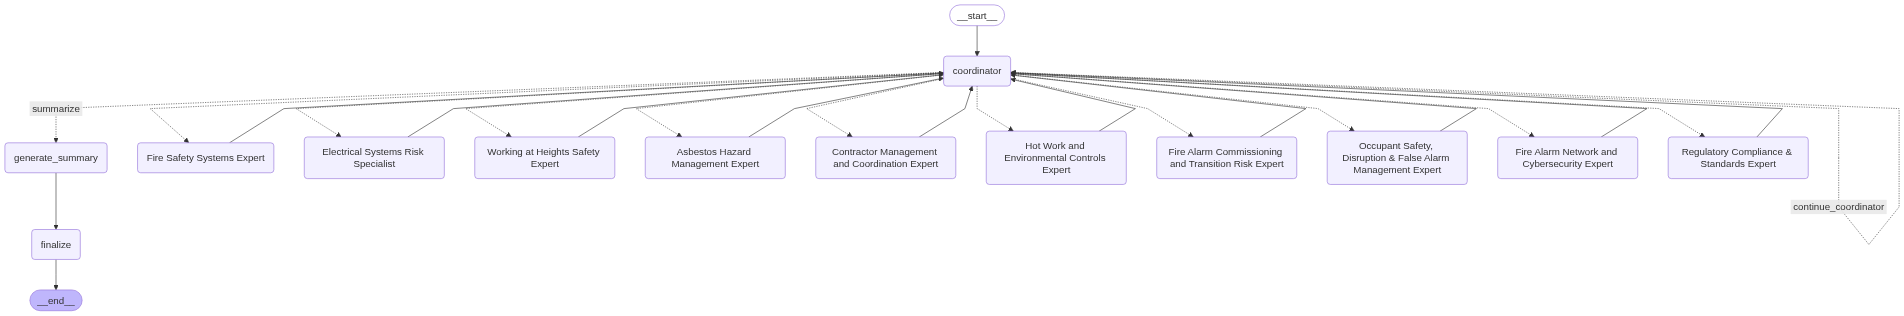 __start__
coordinator
summarize
generate_summary
Fire Safety Systems Expert
Electrical Systems Risk
Specialist
Working at Heights Safety
Expert
Asbestos Hazard
Management Expert
Contractor Management
and Coordination Expert
Hot Work and
Environmental Controls
Expert
Fire Alarm Commissioning
and Transition Risk Expert
Occupant Safety,
Disruption & False Alarm
Management Expert
Fire Alarm Network and
Cybersecurity Expert
Regulatory Compliance &
Standards Expert
continue_coordinator
finalize
__end__